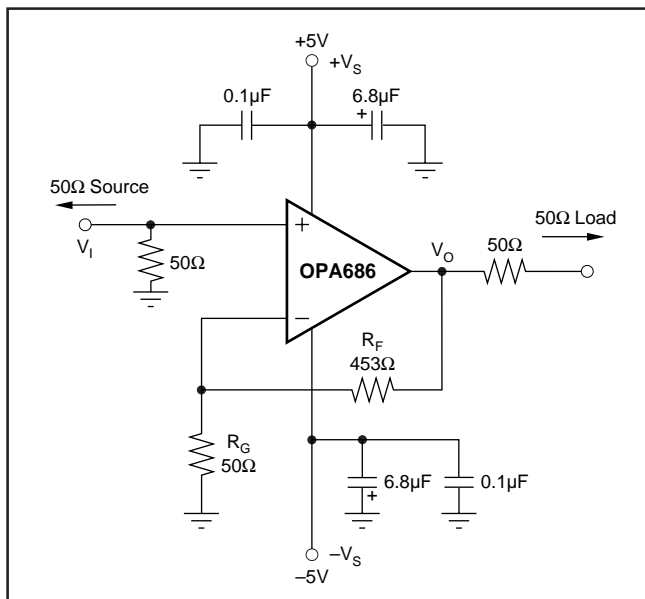 +5V
+V_S
0.1µF
6.8µF
+
50Ω Source
V_I
50Ω
+
–
OPA686
V_O
50Ω
50Ω Load
R_F
453Ω
R_G
50Ω
6.8µF
+
0.1µF
–V_S
–5V